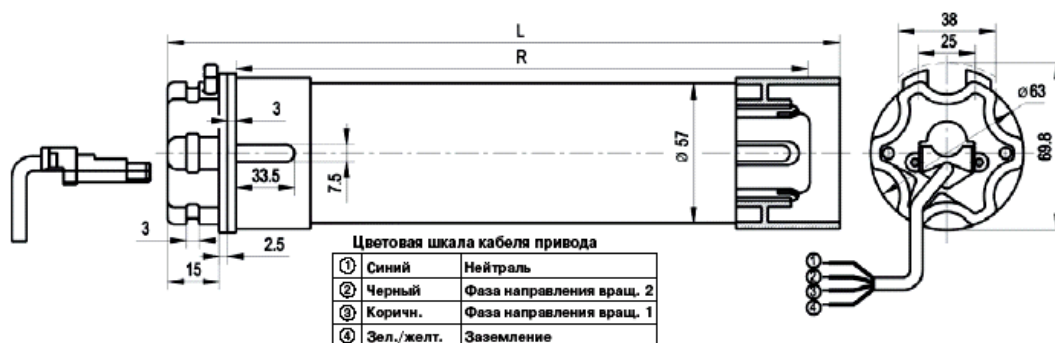 L
R
38
25
Ø 63
69.8
3
33.5
7.5
Ø 57
3
2.5
15
Цветовая шкала кабеля привода
① Синий Нейтраль
② Черный Фаза направления вращ. 2
③ Коричн. Фаза направления вращ. 1
④ Зел./желт. Заземление
①
②
③
④